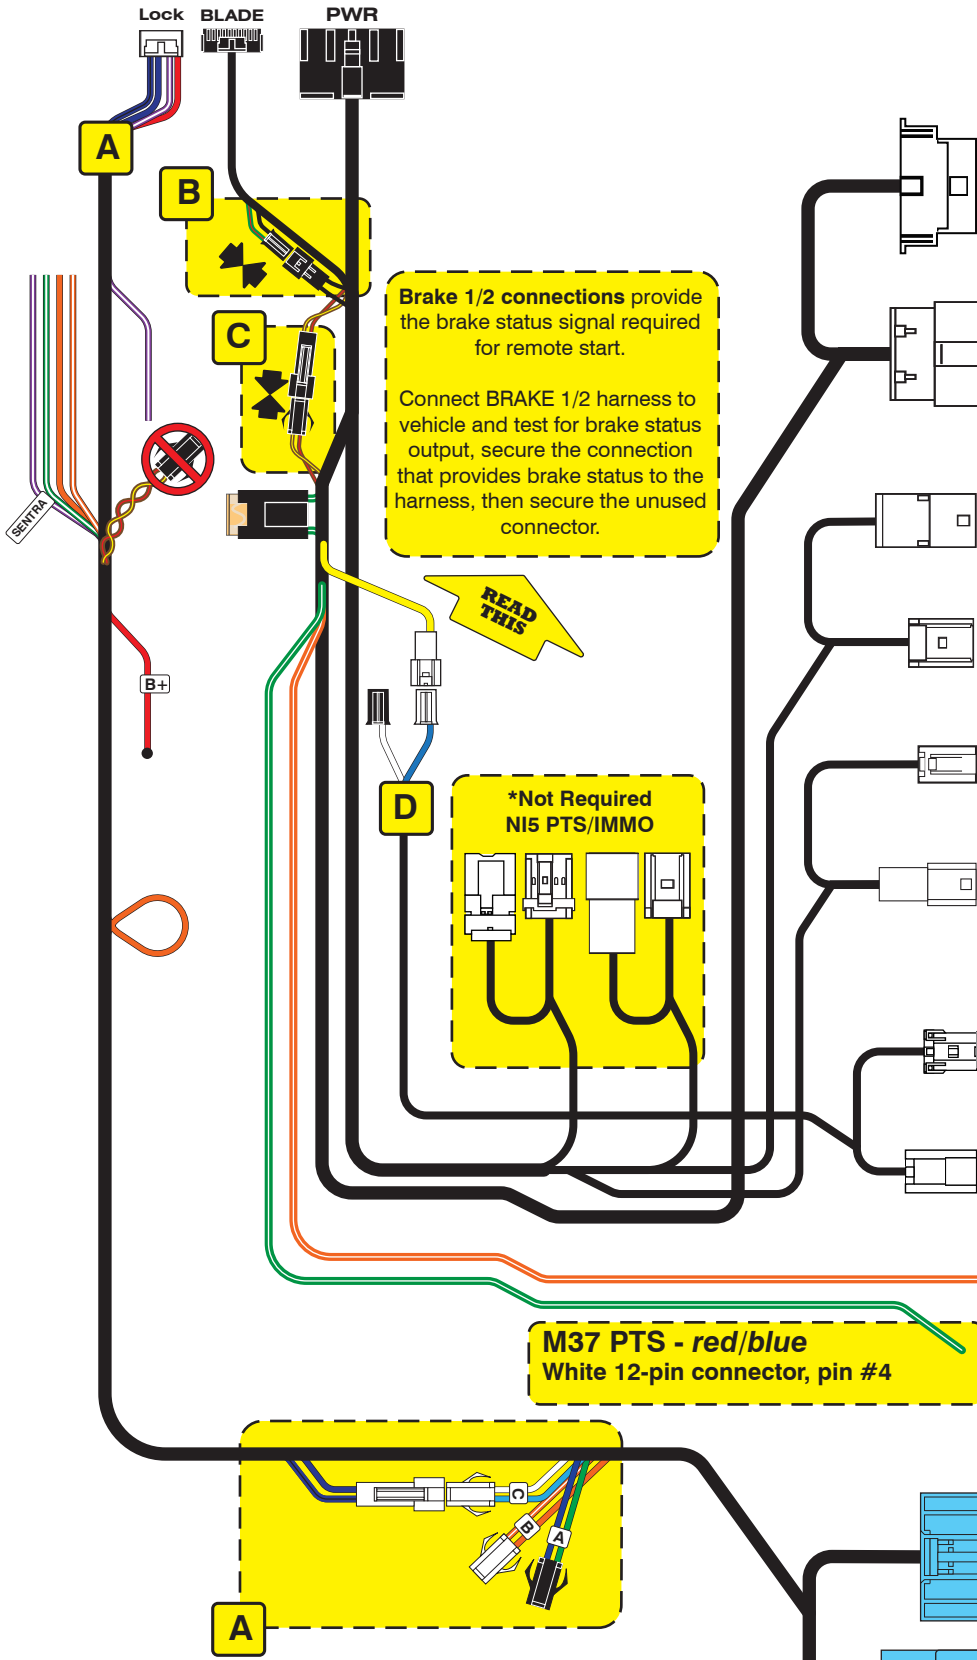 Lock BLADE PWR
A
B
C
Brake 1/2 connections provide
the brake status signal required
for remote start.
Connect BRAKE 1/2 harness to
vehicle and test for brake status
output, secure the connection
that provides brake status to the
harness, then secure the unused
connector.
SENTRA
READ
THIS
B+
D
*Not Required
NI5 PTS/IMMO
M37 PTS - red/blue
White 12-pin connector, pin #4
C
B
A
A